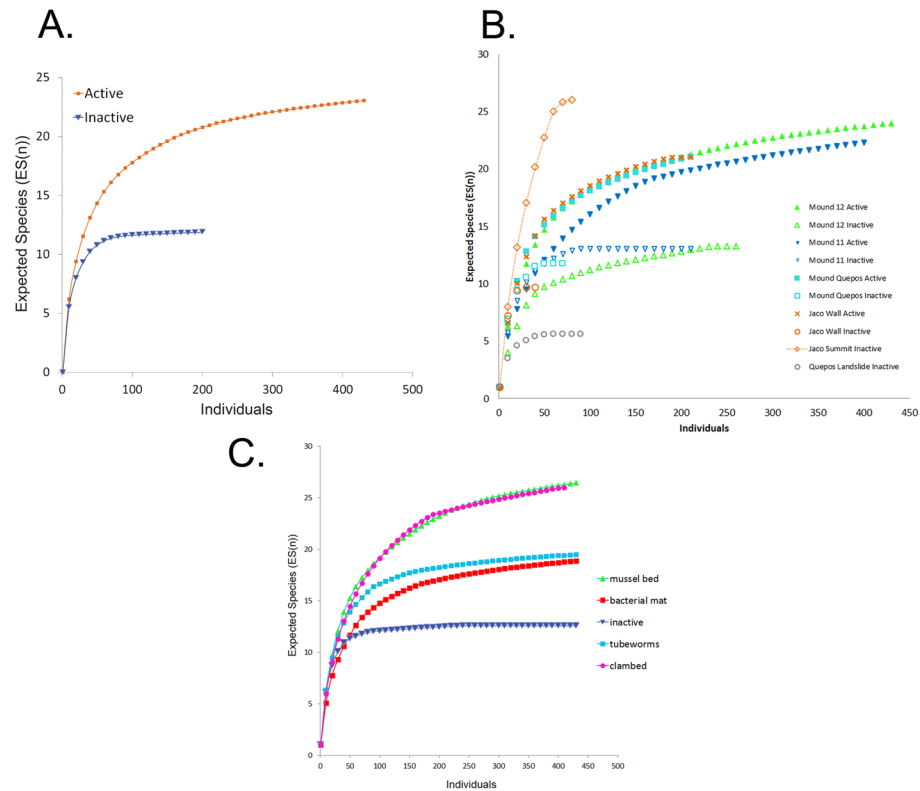 A.
25
20
15
10
5
0
Expected Species (ES(n))
Active
Inactive
0
100
200
300
400
500
Individuals
B.
30
25
20
15
10
5
0
Expected Species (ES(n))
0
50
100
150
200
250
300
350
400
450
Individuals
Mound 12 Active
Mound 12 Inactive
Mound 11 Active
Mound 11 Inactive
Mound Quepos Active
Mound Quepos Inactive
Jaco Wall Active
Jaco Wall Inactive
Jaco Summit Inactive
Quepos Landslide Inactive
C.
30
25
20
15
10
5
0
Expected Species (ES(n))
mussel bed
bacterial mat
inactive
tubeworms
clambed
0
50
100
150
200
250
300
350
400
450
500
Individuals